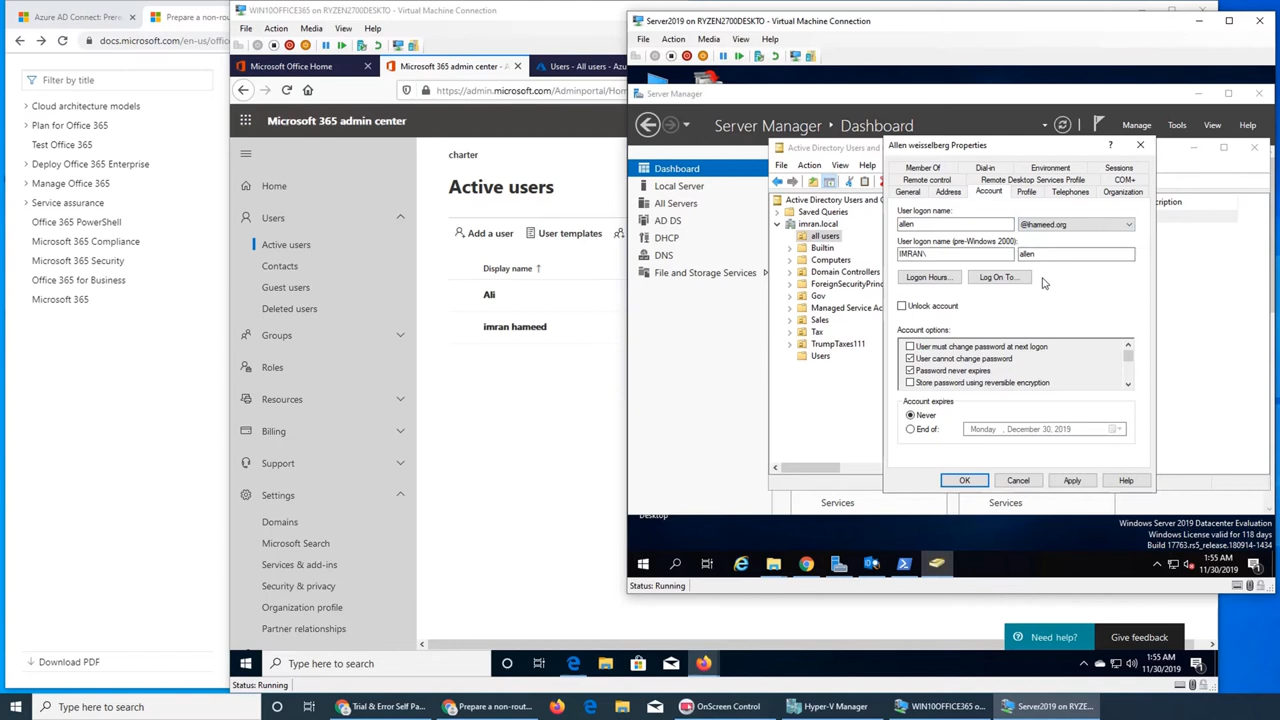 Azure AD Connect: Prere
Prepare a non-rout
docs.microsoft.com/en-us/office
Filter by title
Cloud architecture models
Plan for Office 365
Test Office 365
Deploy Office 365 Enterprise
Manage Office 365
Service assurance
Office 365 PowerShell
Microsoft 365 Compliance
Microsoft 365 Security
Office 365 for Business
Microsoft 365
Download PDF
WIN10OFFICE365 on RYZEN2700DESKTO - Virtual Machine Connection
File Action Media View Help
Microsoft Office Home
Microsoft 365 admin center -
Users - All users - Azu
https://admin.microsoft.com/Adminportal/Hom
Microsoft 365 admin center
Home
Users
Active users
Contacts
Guest users
Deleted users
Groups
Roles
Resources
Billing
Support
Settings
Domains
Microsoft Search
Services & add-ins
Security & privacy
Organization profile
Partner relationships
charter
Active users
Add a user
User templates
Display name ↑
Ali
imran hameed
Need help?
Give feedback
Type here to search
1:55 AM
11/30/2019
Status: Running
Server2019 on RYZEN2700DESKTO - Virtual Machine Connection
File Action Media View Help
Server Manager
Server Manager Dashboard
Manage Tools View Help
Dashboard
Local Server
All Servers
AD DS
DHCP
DNS
File and Storage Services
Active Directory Users and
File Action View Help
Active Directory Users and C
Saved Queries
imran.local
all users
Builtin
Computers
Domain Controllers
ForeignSecurityPrinc
Gov
Managed Service Ac
Sales
Tax
TrumpTaxes111
Users
cription
Allen weisselberg Properties
Member Of Dial-in Environment Sessions
Remote control Remote Desktop Services Profile COM+
General Address Account Profile Telephones Organization
User logon name:
allen @ihameed.org
User logon name (pre-Windows 2000):
IMRAN\ allen
Logon Hours... Log On To...
Unlock account
Account options:
User must change password at next logon
User cannot change password
Password never expires
Store password using reversible encryption
Account expires
Never
End of: Monday , December 30, 2019
OK Cancel Apply Help
Services Services
Desktop
Windows Server 2019 Datacenter Evaluation
Windows License valid for 118 days
Build 17763.rs5_release.180914-1434
1:55 AM
11/30/2019
Status: Running
Type here to search
Trial & Error Self Pa...
Prepare a non-rout...
OnScreen Control
Hyper-V Manager
WIN10OFFICE365 o...
Server2019 on RYZE...